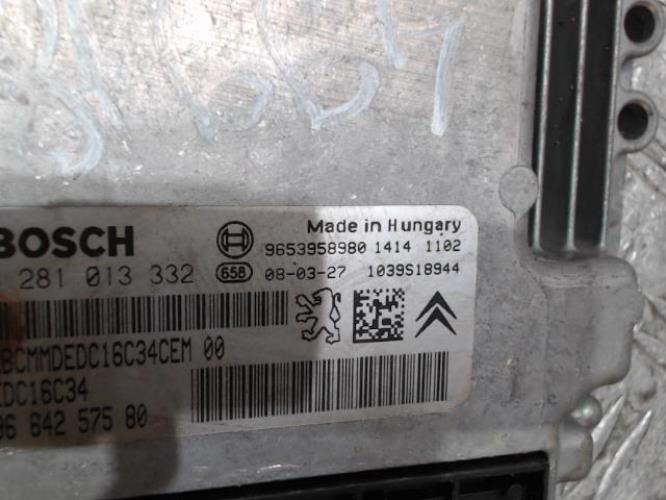 BOSCH
Made in Hungary
9653958980 1414 1102
281 013 332
658 08-03-27 1039S18944
BCMMDEDC16C34CEM 00
EDC16C34
96 642 575 80